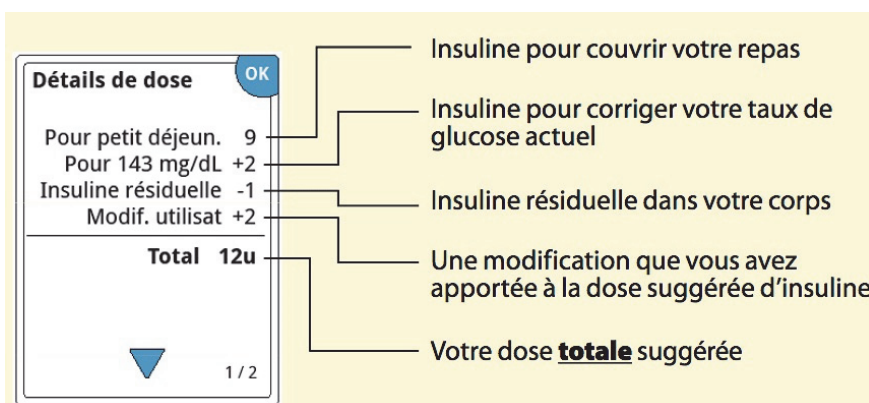 Détails de dose
OK
Pour petit déjeun. 9
Pour 143 mg/dL +2
Insuline résiduelle -1
Modif. utilisat +2
Total 12u
1 / 2
Insuline pour couvrir votre repas
Insuline pour corriger votre taux de
glucose actuel
Insuline résiduelle dans votre corps
Une modification que vous avez
apportée à la dose suggérée d’insuline
Votre dose totale suggérée